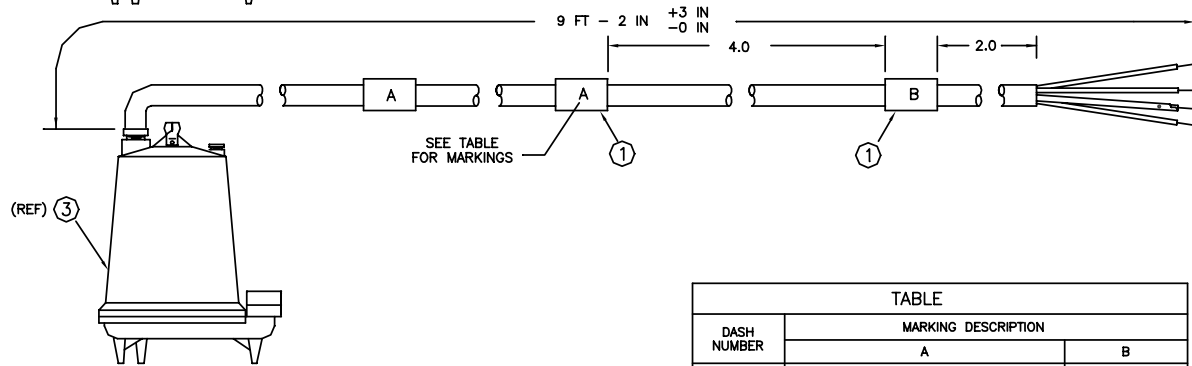 9 FT - 2 IN +3 IN -0 IN
4.0
2.0
A
A
B
SEE TABLE
FOR MARKINGS
1
1
(REF) 3
TABLE
DASH NUMBER
MARKING DESCRIPTION
A
B